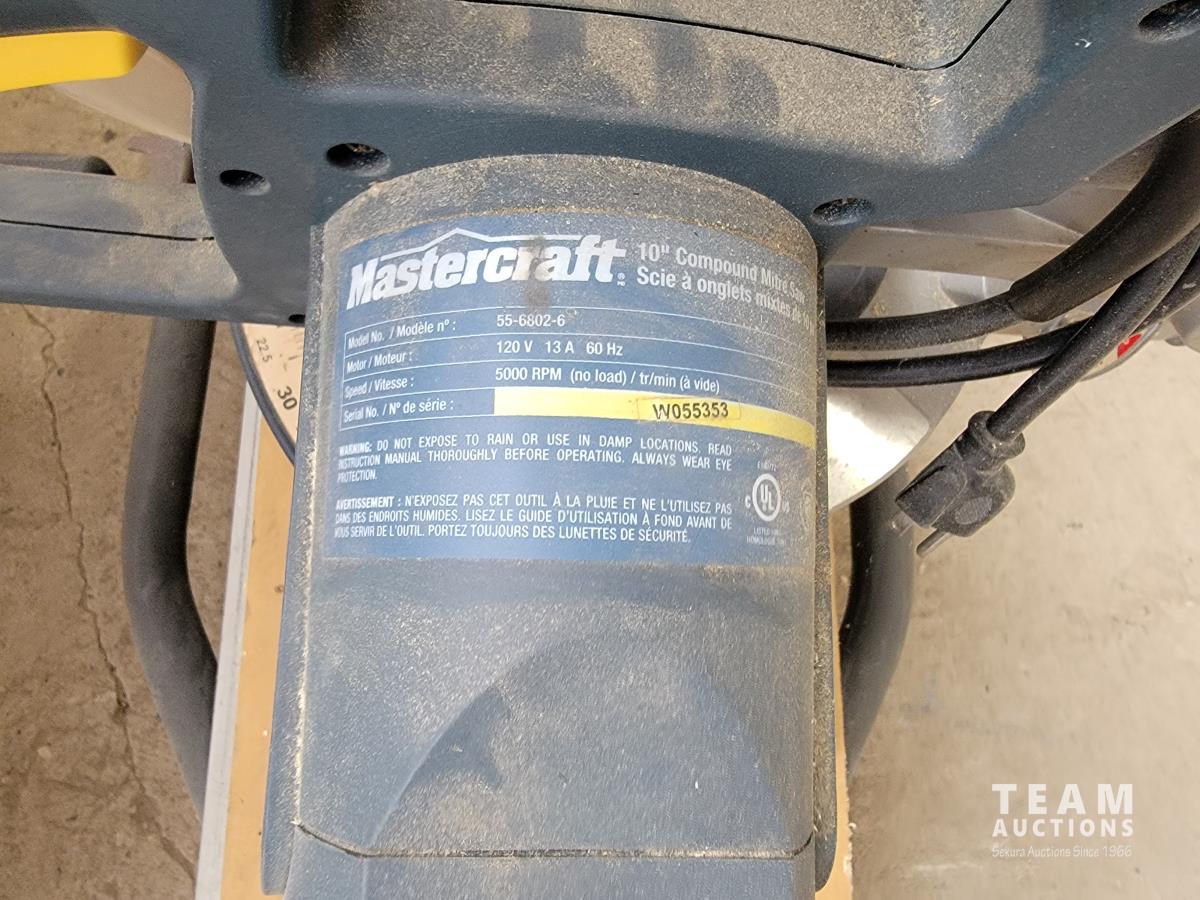 Mastercraft®
10" Compound Mitre Saw
Scie à onglets mixtes de
Model No. / Modèle nº : 55-6802-6
Motor / Moteur : 120 V 13 A 60 Hz
Speed / Vitesse : 5000 RPM (no load) / tr/min (à vide)
Serial No. / Nº de série : W055353
WARNING: DO NOT EXPOSE TO RAIN OR USE IN DAMP LOCATIONS. READ
INSTRUCTION MANUAL THOROUGHLY BEFORE OPERATING. ALWAYS WEAR EYE
PROTECTION.
AVERTISSEMENT : N'EXPOSEZ PAS CET OUTIL À LA PLUIE ET NE L'UTILISEZ PAS
DANS DES ENDROITS HUMIDES. LISEZ LE GUIDE D'UTILISATION À FOND AVANT DE
VOUS SERVIR DE L'OUTIL. PORTEZ TOUJOURS DES LUNETTES DE SÉCURITÉ.
C UL US
22.5
30
TEAM
AUCTIONS
Sekura Auctions Since 1966